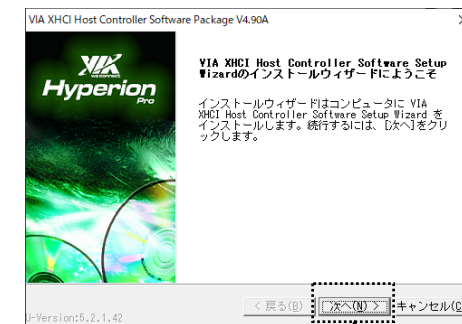 VIA XHCI Host Controller Software Package V4.90A
VIA
we connect
Hyperion
Pro
VIA XHCI Host Controller Software Setup
Wizardのインストールウィザードにようこそ
インストールウィザードはコンピュータに VIA
XHCI Host Controller Software Setup Wizard を
インストールします。続行するには、[次へ]をクリ
ックします。
U-Version:5.2.1.42
< 戻る(B)
次へ(N) >
キャンセル(C